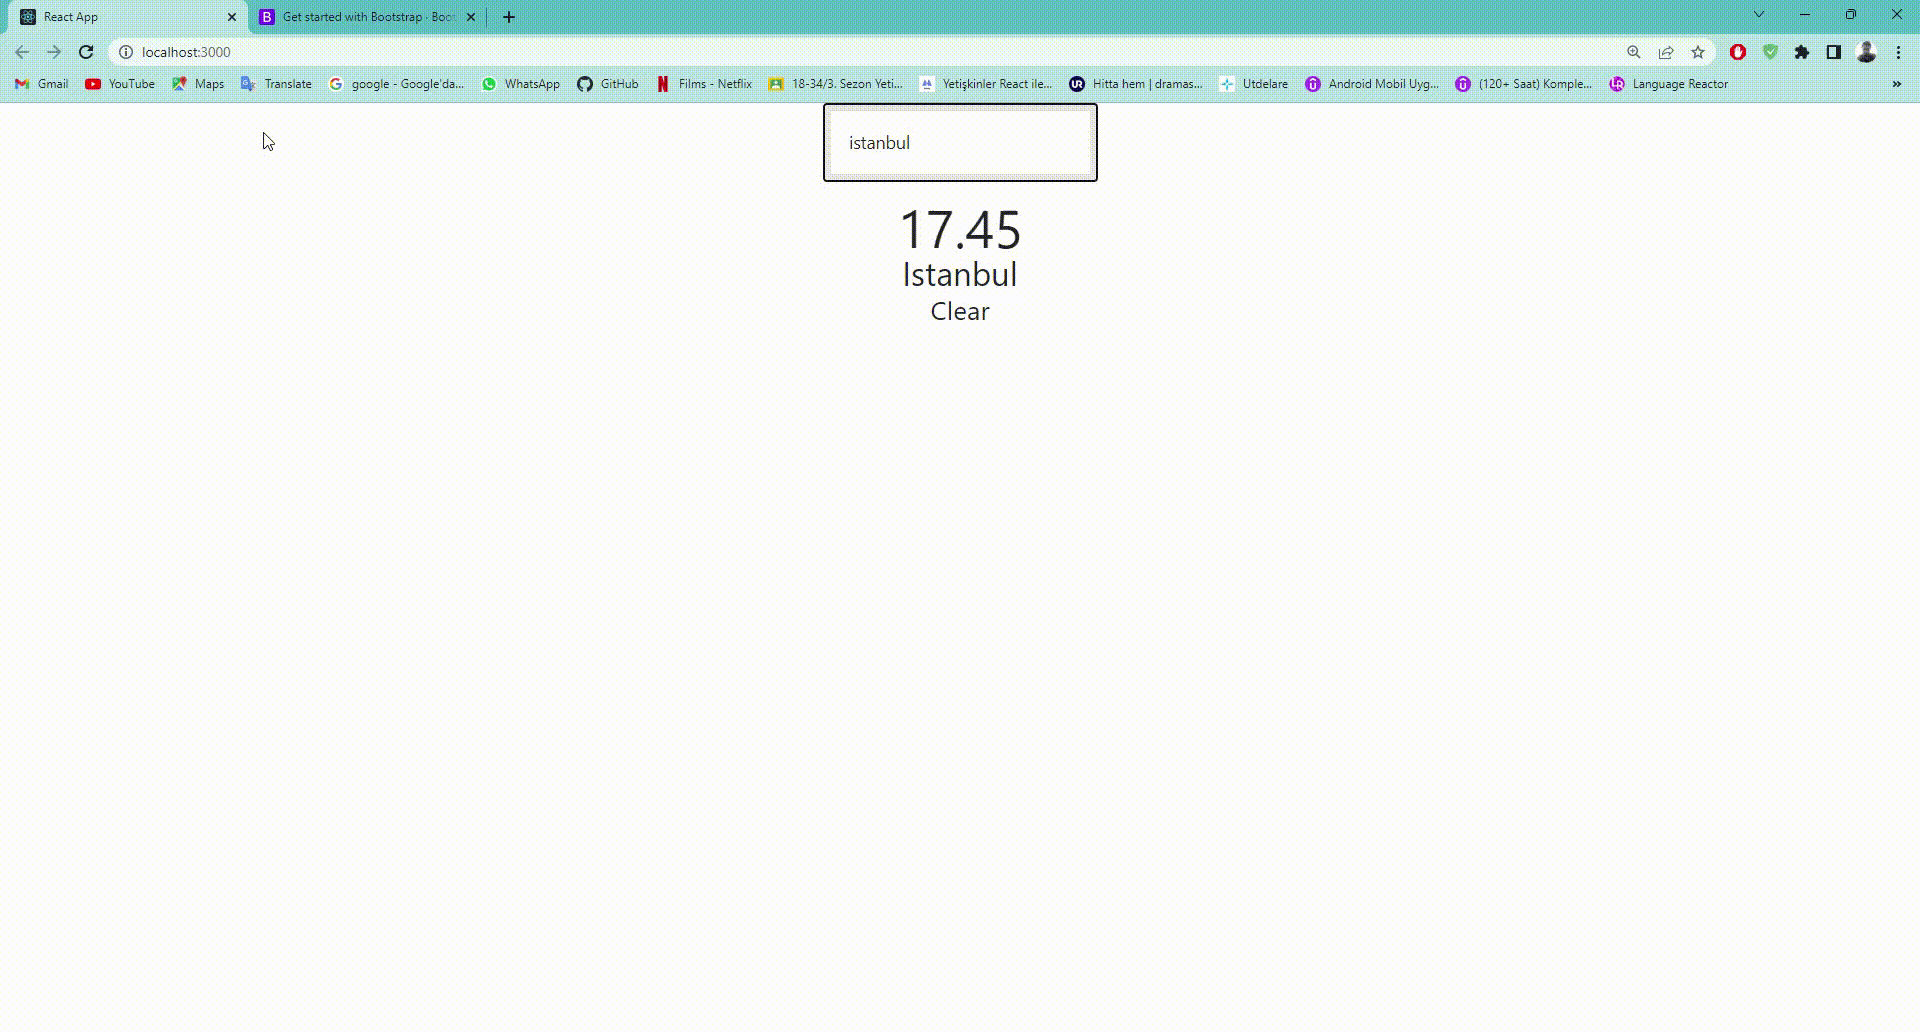 React App
Get started with Bootstrap · Boot
localhost:3000
Gmail
YouTube
Maps
Translate
google - Google'da...
WhatsApp
GitHub
Films - Netflix
18-34/3. Sezon Yeti...
Yetişkinler React ile...
Hitta hem | dramas...
Utdelare
Android Mobil Uyg...
(120+ Saat) Komple...
Language Reactor
istanbul
17.45
Istanbul
Clear